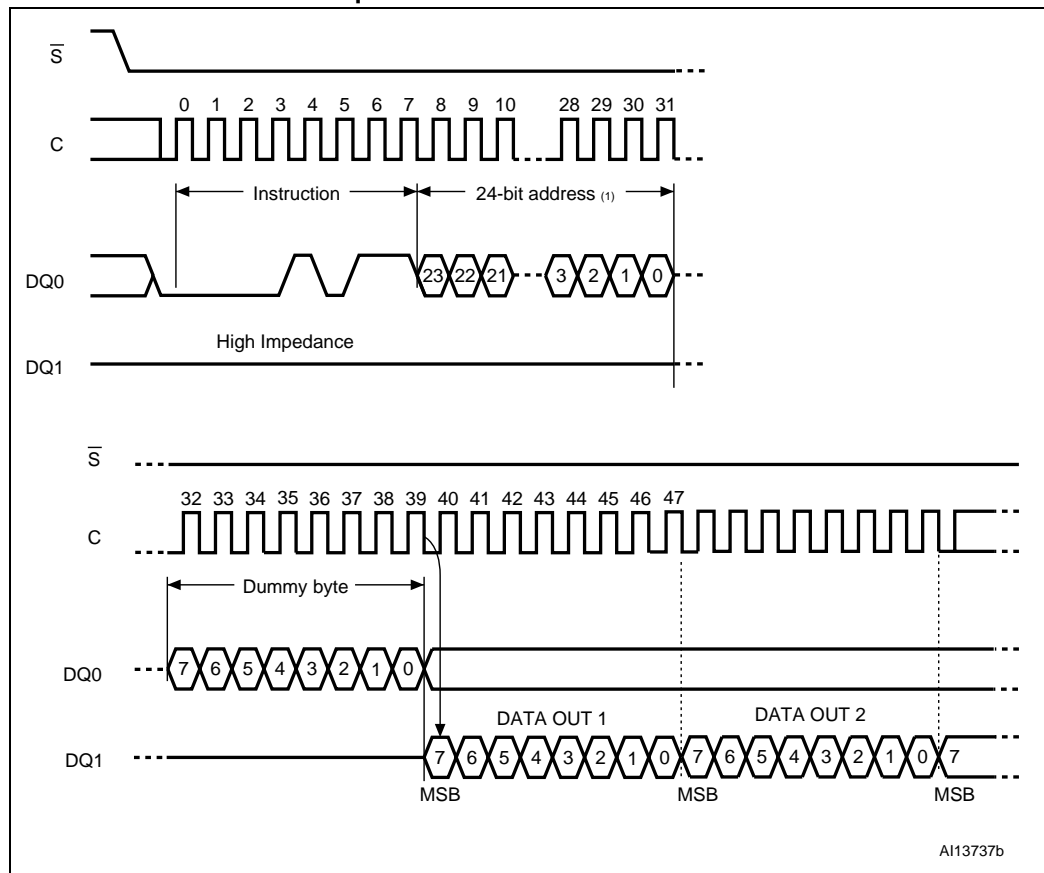 S
0 1 2 3 4 5 6 7 8 9 10 28 29 30 31
C
Instruction 24-bit address (1)
DQ0 23 22 21 3 2 1 0
High Impedance
DQ1
S
32 33 34 35 36 37 38 39 40 41 42 43 44 45 46 47
C
Dummy byte
DQ0 7 6 5 4 3 2 1 0
DATA OUT 1 DATA OUT 2
DQ1 7 6 5 4 3 2 1 0 7 6 5 4 3 2 1 0 7
MSB MSB MSB
AI13737b